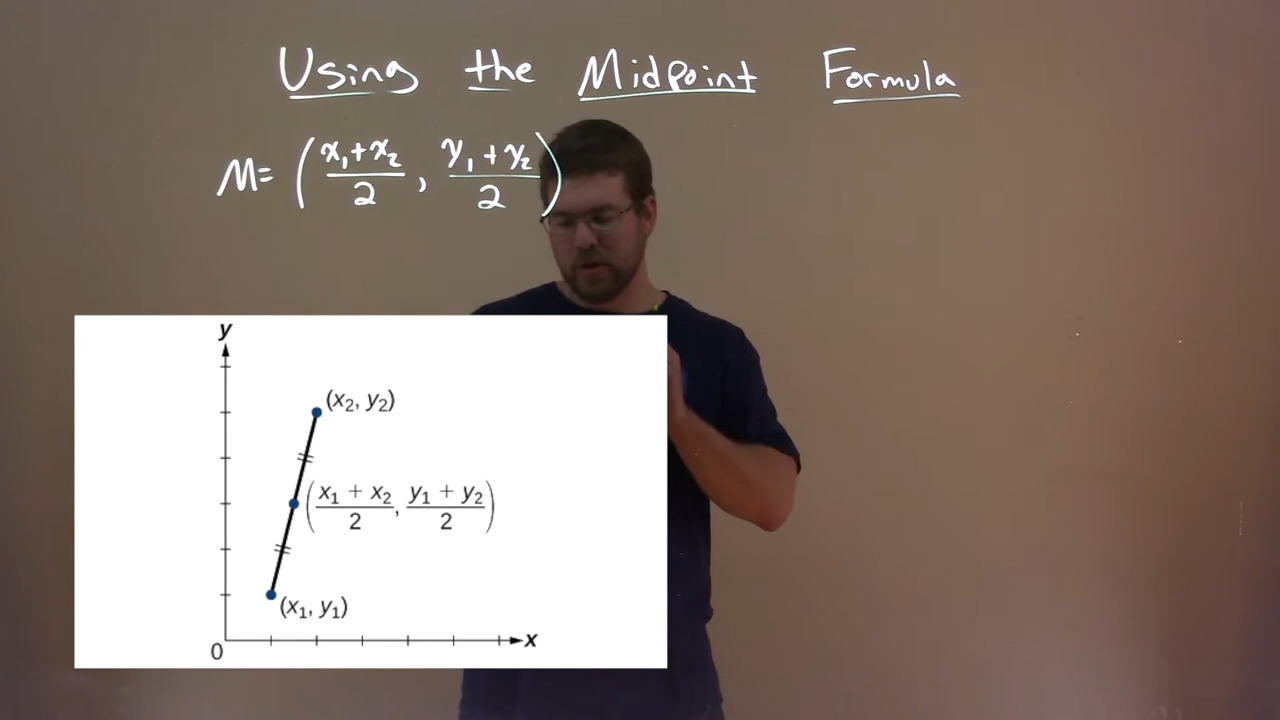 Using the Midpoint Formula
M= (x₁+x₂/2, y₁+y₂/2)
y
(x₂, y₂)
(x₁ + x₂/2, y₁ + y₂/2)
(x₁, y₁)
0
x